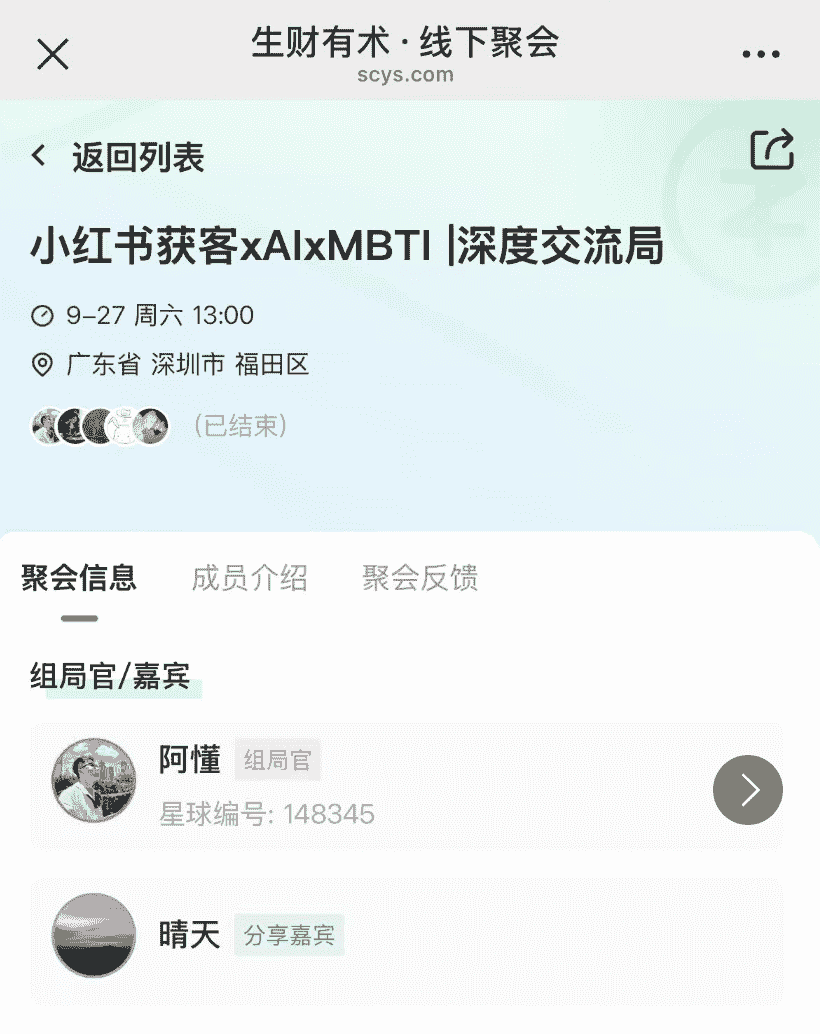 生财有术 · 线下聚会
scys.com
返回列表
小红书获客xAIxMBTI |深度交流局
9-27 周六 13:00
广东省 深圳市 福田区
(已结束)
聚会信息 成员介绍 聚会反馈
组局官/嘉宾
阿懂 组局官
星球编号: 148345
晴天 分享嘉宾